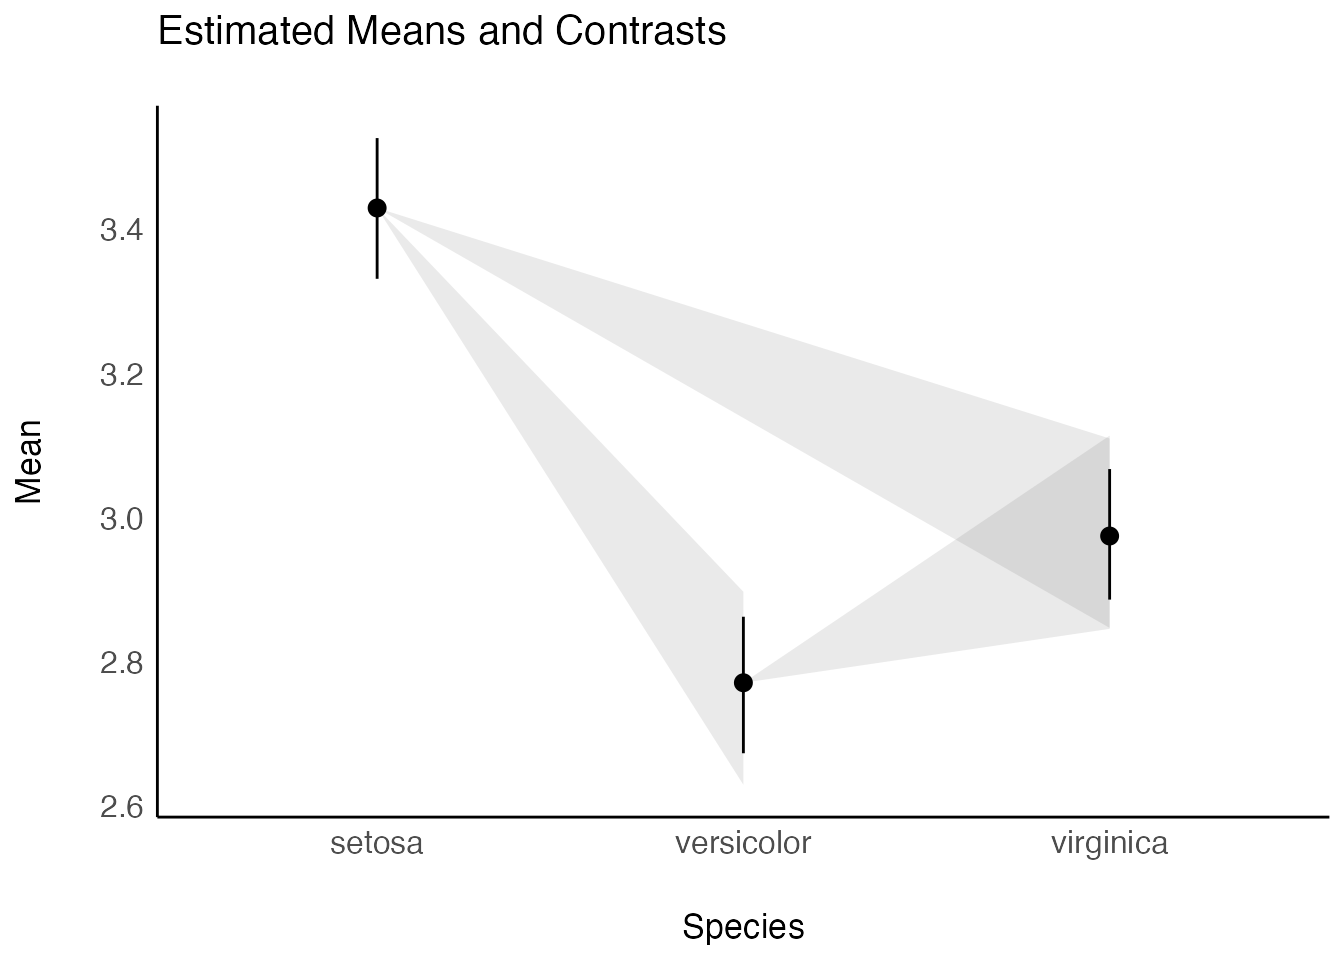 Estimated Means and Contrasts
3.4
3.2
3.0
2.8
2.6
Mean
setosa versicolor virginica
Species